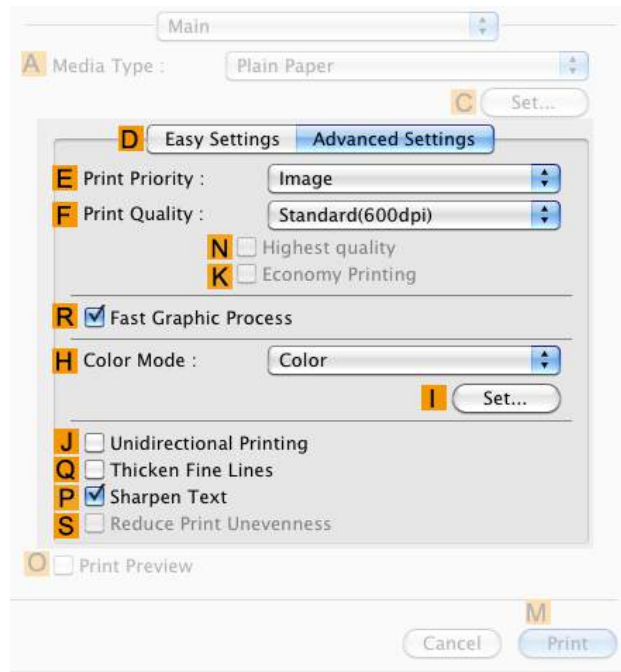 Main
A Media Type : Plain Paper
C Set...
D Easy Settings Advanced Settings
E Print Priority : Image
F Print Quality : Standard(600dpi)
N Highest quality
K Economy Printing
R Fast Graphic Process
H Color Mode : Color
I Set...
J Unidirectional Printing
Q Thicken Fine Lines
P Sharpen Text
S Reduce Print Unevenness
O Print Preview
M
Cancel Print